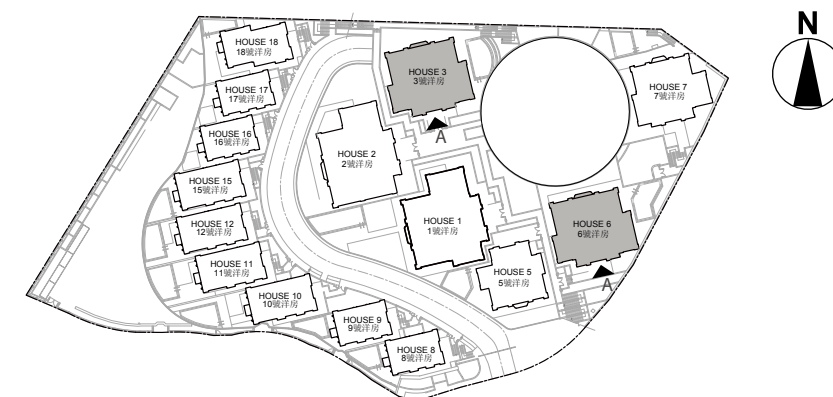 N
HOUSE 18
18號洋房
HOUSE 17
17號洋房
HOUSE 16
16號洋房
HOUSE 15
15號洋房
HOUSE 12
12號洋房
HOUSE 11
11號洋房
HOUSE 10
10號洋房
HOUSE 9
9號洋房
HOUSE 8
8號洋房
HOUSE 3
3號洋房
A
HOUSE 2
2號洋房
HOUSE 1
1號洋房
HOUSE 5
5號洋房
HOUSE 7
7號洋房
HOUSE 6
6號洋房
A